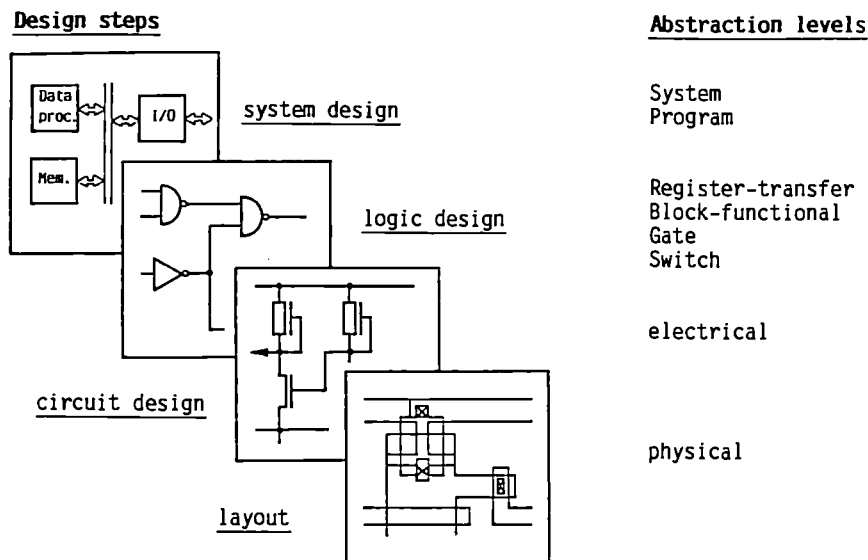 Design steps
Abstraction levels
Data
proc.
I/O
system design
System
Program
Mem.
Register-transfer
logic design
Block-functional
Gate
Switch
electrical
circuit design
physical
layout